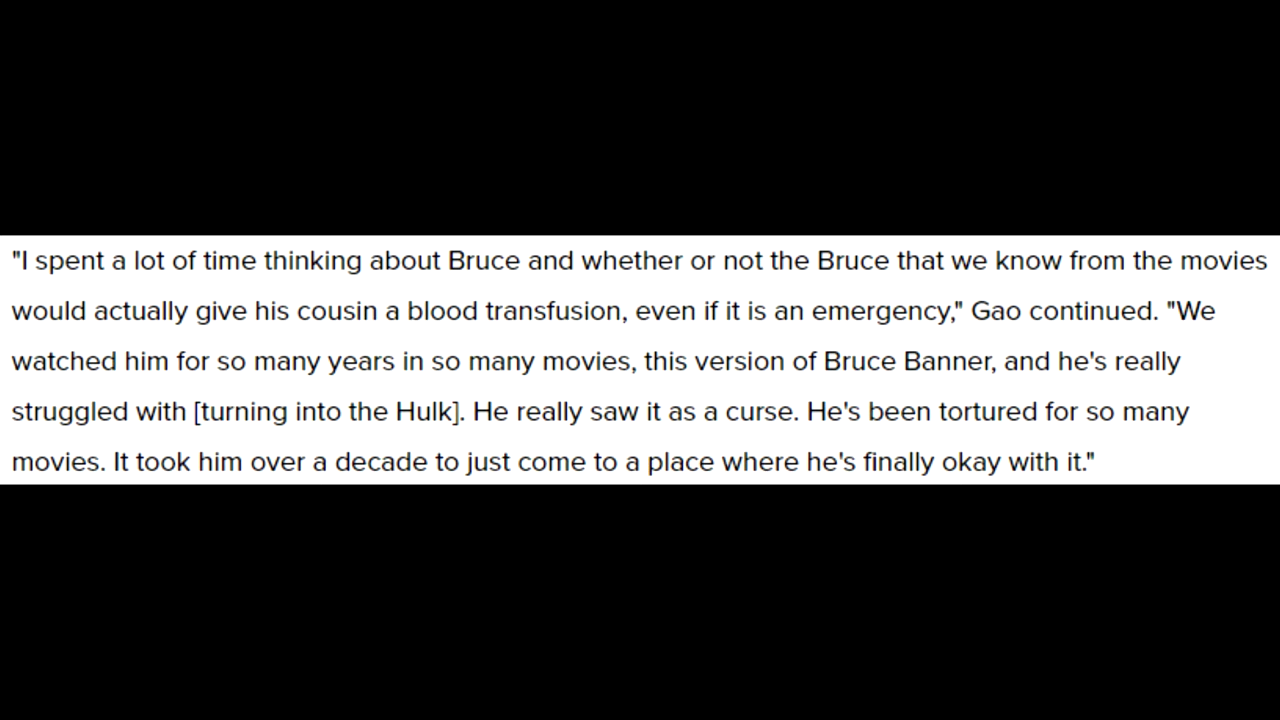 "I spent a lot of time thinking about Bruce and whether or not the Bruce that we know from the movies
would actually give his cousin a blood transfusion, even if it is an emergency," Gao continued. "We
watched him for so many years in so many movies, this version of Bruce Banner, and he's really
struggled with [turning into the Hulk]. He really saw it as a curse. He's been tortured for so many
movies. It took him over a decade to just come to a place where he's finally okay with it."